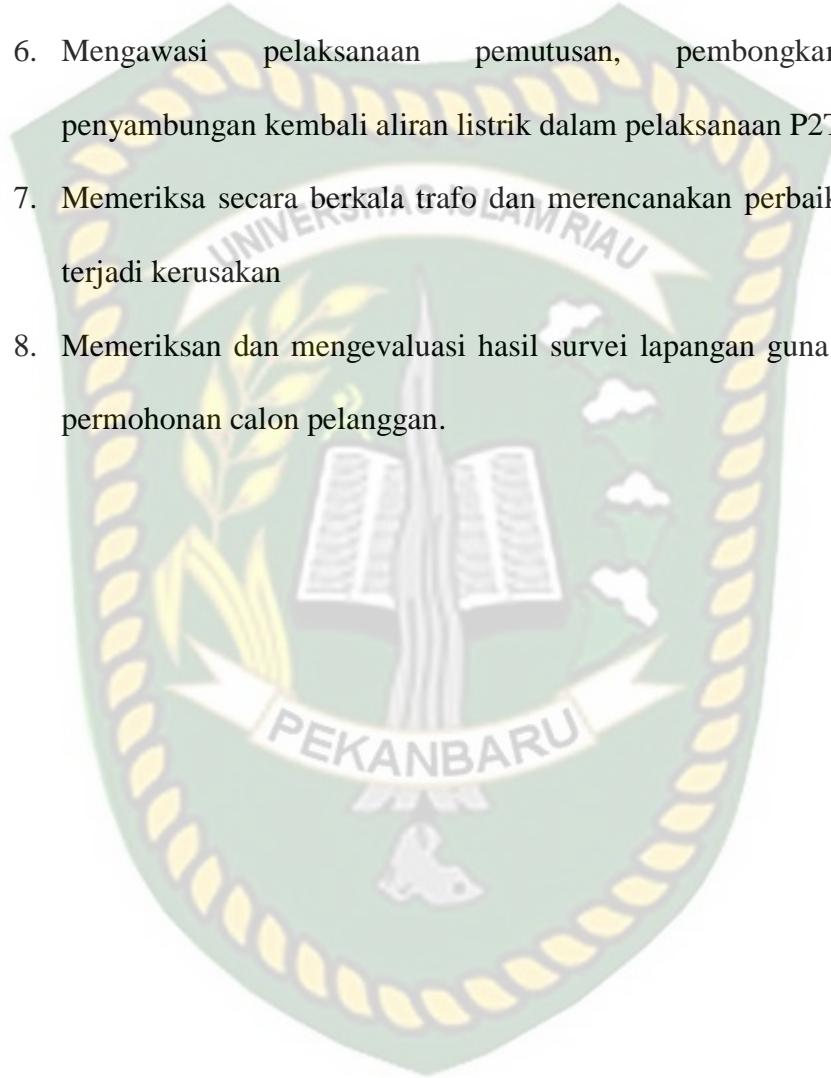 6. Mengawasi pelaksanaan pemutusan, pembongkar
penyambungan kembali aliran listrik dalam pelaksanaan P2T
7. Memeriksa secara berkala trafo dan merencanakan perbaik
terjadi kerusakan
8. Memeriksan dan mengevaluasi hasil survei lapangan guna
permohonan calon pelanggan.
UNIVERSITAS ISLAM RIAU
PEKANBARU